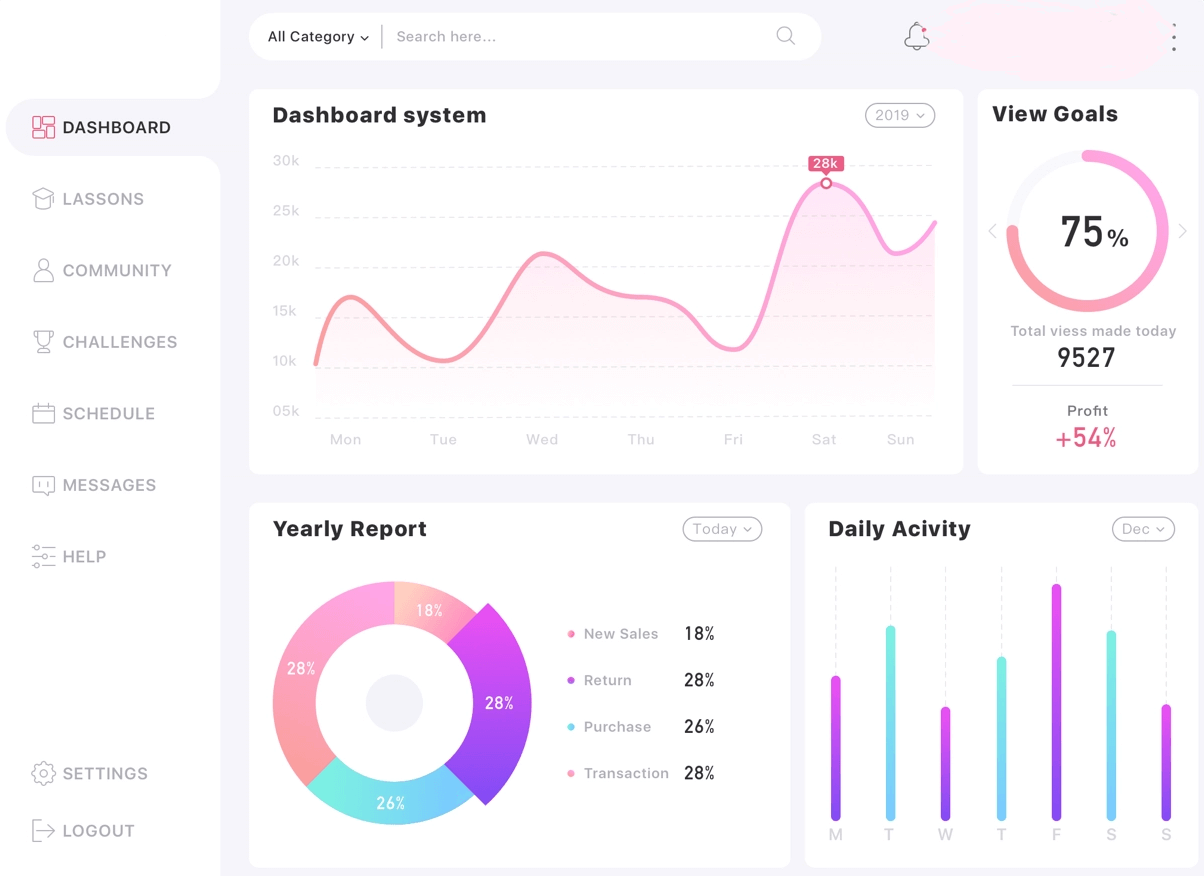 All Category Search here...
DASHBOARD
LASSONS
COMMUNITY
CHALLENGES
SCHEDULE
MESSAGES
HELP
SETTINGS
LOGOUT
Dashboard system
2019
30k
25k
20k
15k
10k
05k
28k
Mon Tue Wed Thu Fri Sat Sun
View Goals
75%
Total viess made today
9527
Profit
+54%
Yearly Report
Today
18%
28%
28%
26%
New Sales 18%
Return 28%
Purchase 26%
Transaction 28%
Daily Acivity
Dec
M T W T F S S